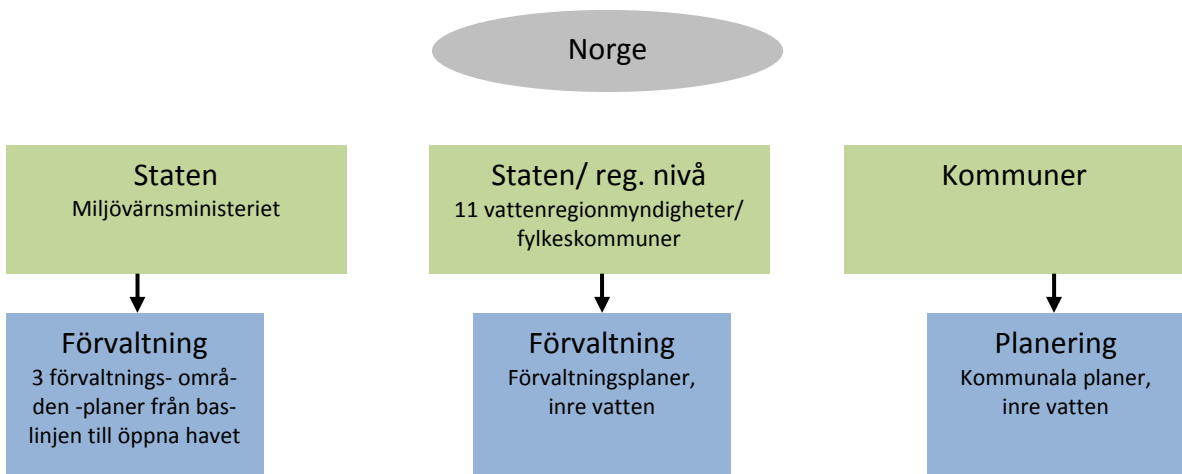 Norge
Staten
Miljövärnsministeriet
Staten/ reg. nivå
11 vattenregionmyndigheter/
fylkeskommuner
Kommuner
Förvaltning
3 förvaltnings- områ-
den -planer från bas-
linjen till öppna havet
Förvaltning
Förvaltningsplaner,
inre vatten
Planering
Kommunala planer,
inre vatten